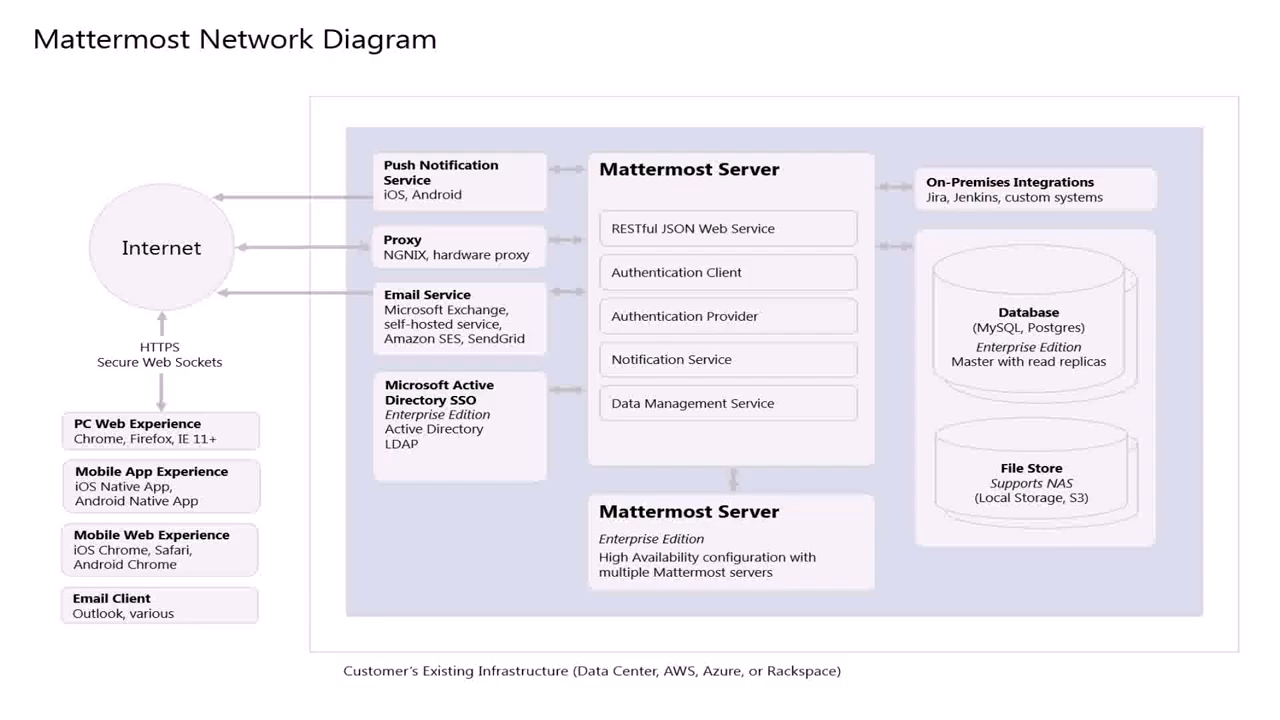 Mattermost Network Diagram
Internet
HTTPS
Secure Web Sockets
PC Web Experience
Chrome, Firefox, IE 11+
Mobile App Experience
iOS Native App,
Android Native App
Mobile Web Experience
iOS Chrome, Safari,
Android Chrome
Email Client
Outlook, various
Push Notification
Service
iOS, Android
Proxy
NGNIX, hardware proxy
Email Service
Microsoft Exchange,
self-hosted service,
Amazon SES, SendGrid
Microsoft Active
Directory SSO
Enterprise Edition
Active Directory
LDAP
Mattermost Server
RESTful JSON Web Service
Authentication Client
Authentication Provider
Notification Service
Data Management Service
Mattermost Server
Enterprise Edition
High Availability configuration with
multiple Mattermost servers
On-Premises Integrations
Jira, Jenkins, custom systems
Database
(MySQL, Postgres)
Enterprise Edition
Master with read replicas
File Store
Supports NAS
(Local Storage, S3)
Customer's Existing Infrastructure (Data Center, AWS, Azure, or Rackspace)